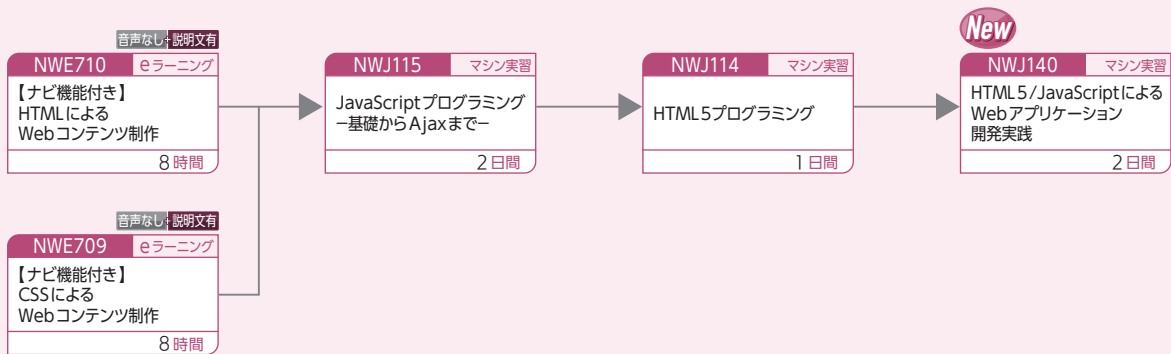 音声なし+説明文有
NWE710 eラーニング
【ナビ機能付き】
HTMLによる
Webコンテンツ制作
8時間
音声なし+説明文有
NWE709 eラーニング
【ナビ機能付き】
CSSによる
Webコンテンツ制作
8時間
NWJ115 マシン実習
JavaScriptプログラミング
−基礎からAjaxまで−
2日間
NWJ114 マシン実習
HTML5プログラミング
1日間
New
NWJ140 マシン実習
HTML5/JavaScriptによる
Webアプリケーション
開発実践
2日間